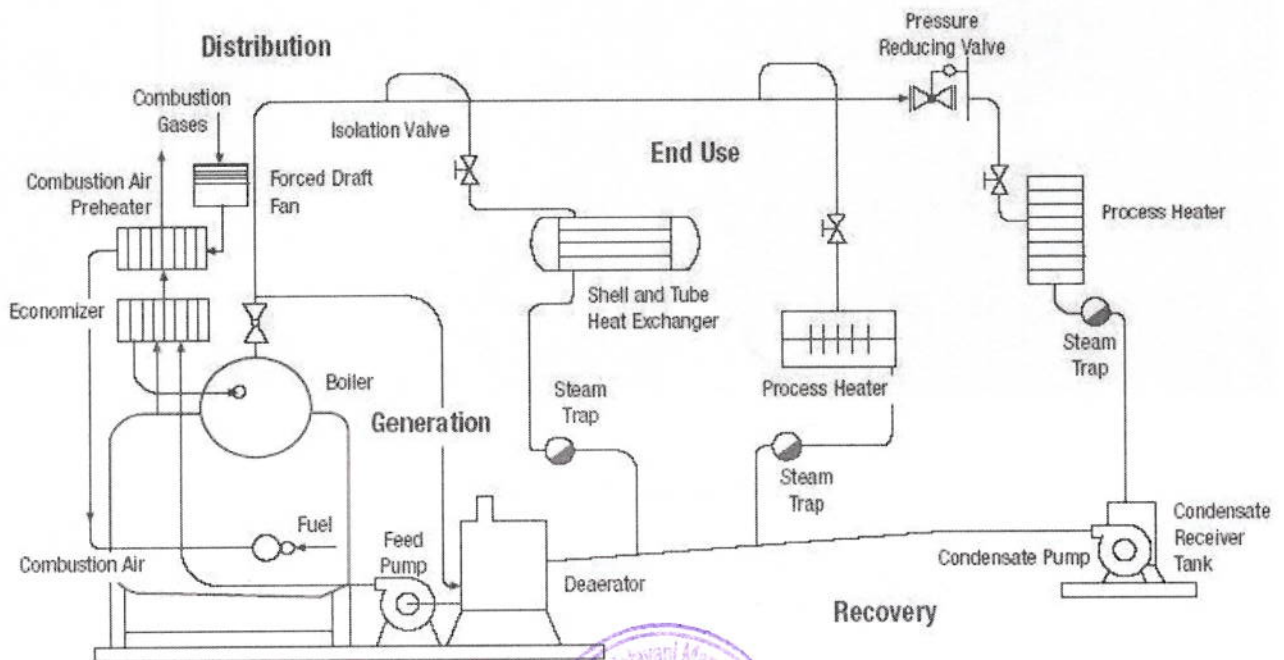 Distribution
Pressure
Reducing Valve
Combustion
Gases
Isolation Valve
End Use
Combustion Air
Preheater
Forced Draft
Fan
Process Heater
Economizer
Shell and Tube
Heat Exchanger
Steam
Trap
Boiler
Steam
Trap
Process Heater
Generation
Steam
Trap
Fuel
Feed
Pump
Condensate
Receiver
Tank
Condensate Pump
Combustion Air
Deaerator
Recovery